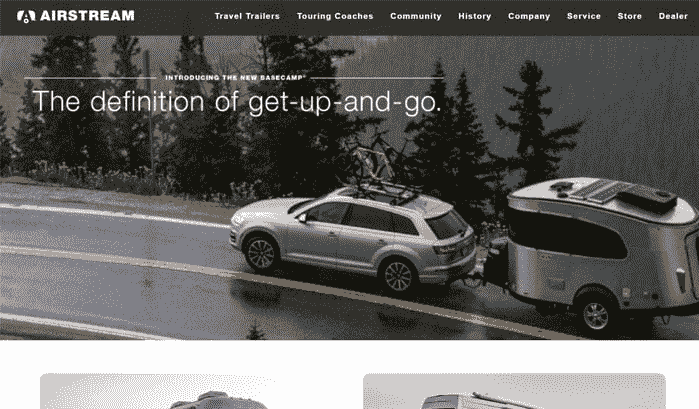 AIRSTREAM
Travel Trailers Touring Coaches Community History Company Service Store Dealer
INTRODUCING THE NEW BASECAMP®
The definition of get-up-and-go.